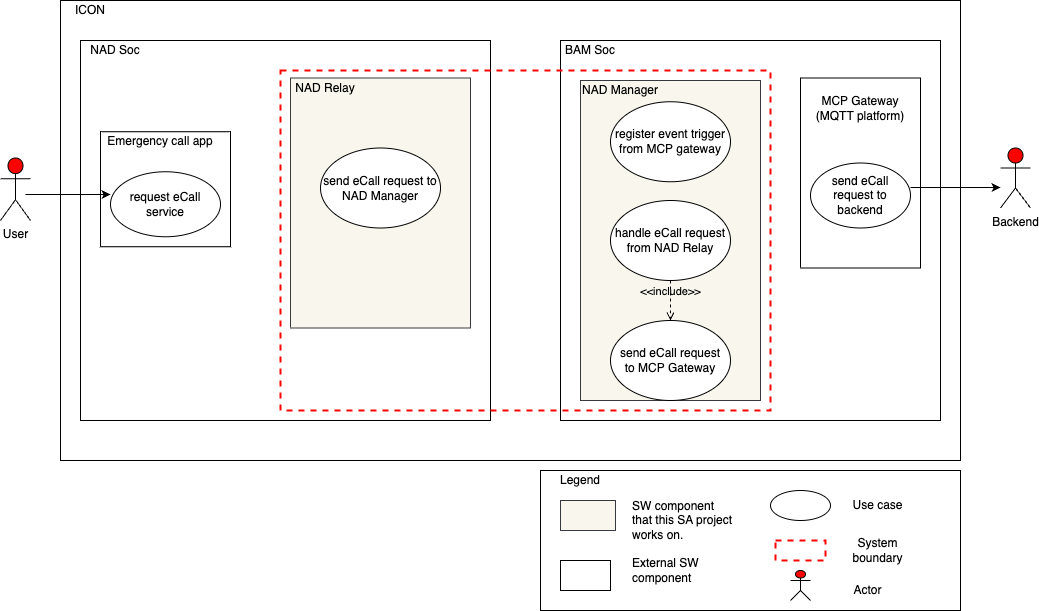 ICON
NAD Soc
BAM Soc
NAD Relay
NAD Manager
MCP Gateway
(MQTT platform)
Emergency call app
request eCall
service
send eCall request to
NAD Manager
register event trigger
from MCP gateway
handle eCall request
from NAD Relay
<<include>>
send eCall request
to MCP Gateway
send eCall
request to
backend
User
Backend
Legend
SW component
that this SA project
works on.
External SW
component
Use case
System
boundary
Actor